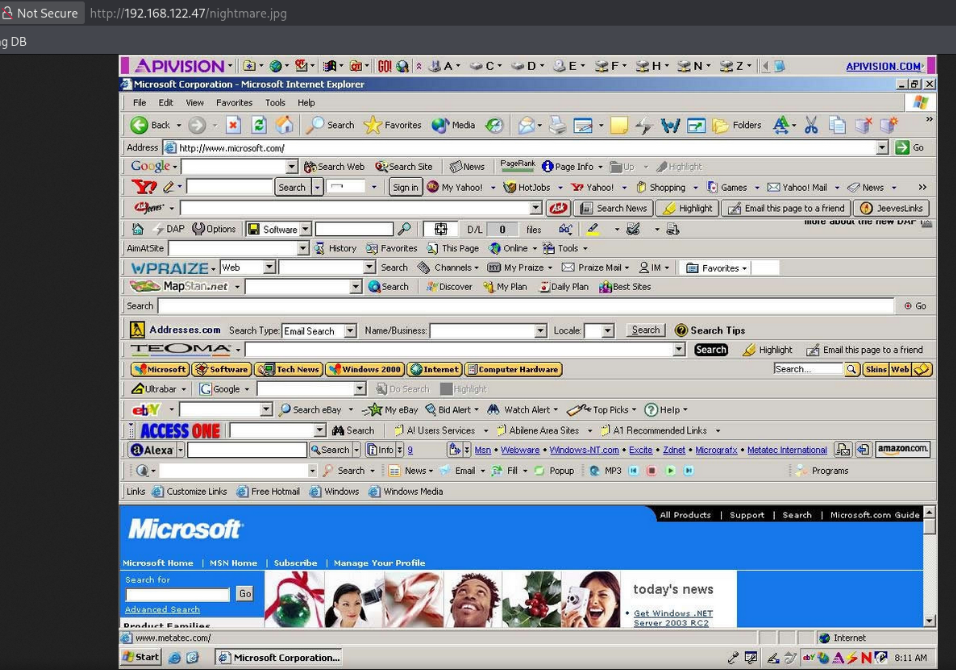 Not Secure http://192.168.122.47/nightmare.jpg
g DB
APIVISION GO! A C D E F H N Z APIVISION.COM
Microsoft Corporation - Microsoft Internet Explorer
File Edit View Favorites Tools Help
Back Search Favorites Media Folders
Address http://www.microsoft.com/ Go
Google Search Web Search Site News PageRank Page Info Up Highlight
Y! Search Sign in My Yahoo! HotJobs Yahoo! Shopping Games Yahoo! Mail News
Jeeves Search News Highlight Email this page to a friend JeevesLinks
DAP Options Software D/L 0 files more about the new DAP
AimAtSite History Favorites This Page Online Tools
WPRAIZE Web Search Channels My Praize Praize Mail IM Favorites
MapStan.net Search Discover My Plan Daily Plan Best Sites
Search Go
Addresses.com Search Type: Email Search Name/Business: Locale: Search Search Tips
TEOMA Search Highlight Email this page to a friend
Microsoft Software Tech News Windows 2000 Internet Computer Hardware Search... Skins Web
Ultrabar Google Do Search Highlight
ebY Search eBay My eBay Bid Alert Watch Alert Top Picks Help
ACCESS ONE Search A! Users Services Abilene Area Sites A1 Recommended Links
Alexa Search Info 9 Msn • Webware • Windows-NT.com • Excite • Zdnet • Micrografx • Metatec International amazon.com.
Search News Email Fill Popup MP3 Programs
Links Customize Links Free Hotmail Windows Windows Media
All Products | Support | Search | Microsoft.com Guide
Microsoft
Microsoft Home | MSN Home | Subscribe | Manage Your Profile
Search for
Go
Advanced Search
Product Families
today's news
• Get Windows .NET
Server 2003 RC2
www.metatec.com/ Internet
Start Microsoft Corporation... 8:11 AM